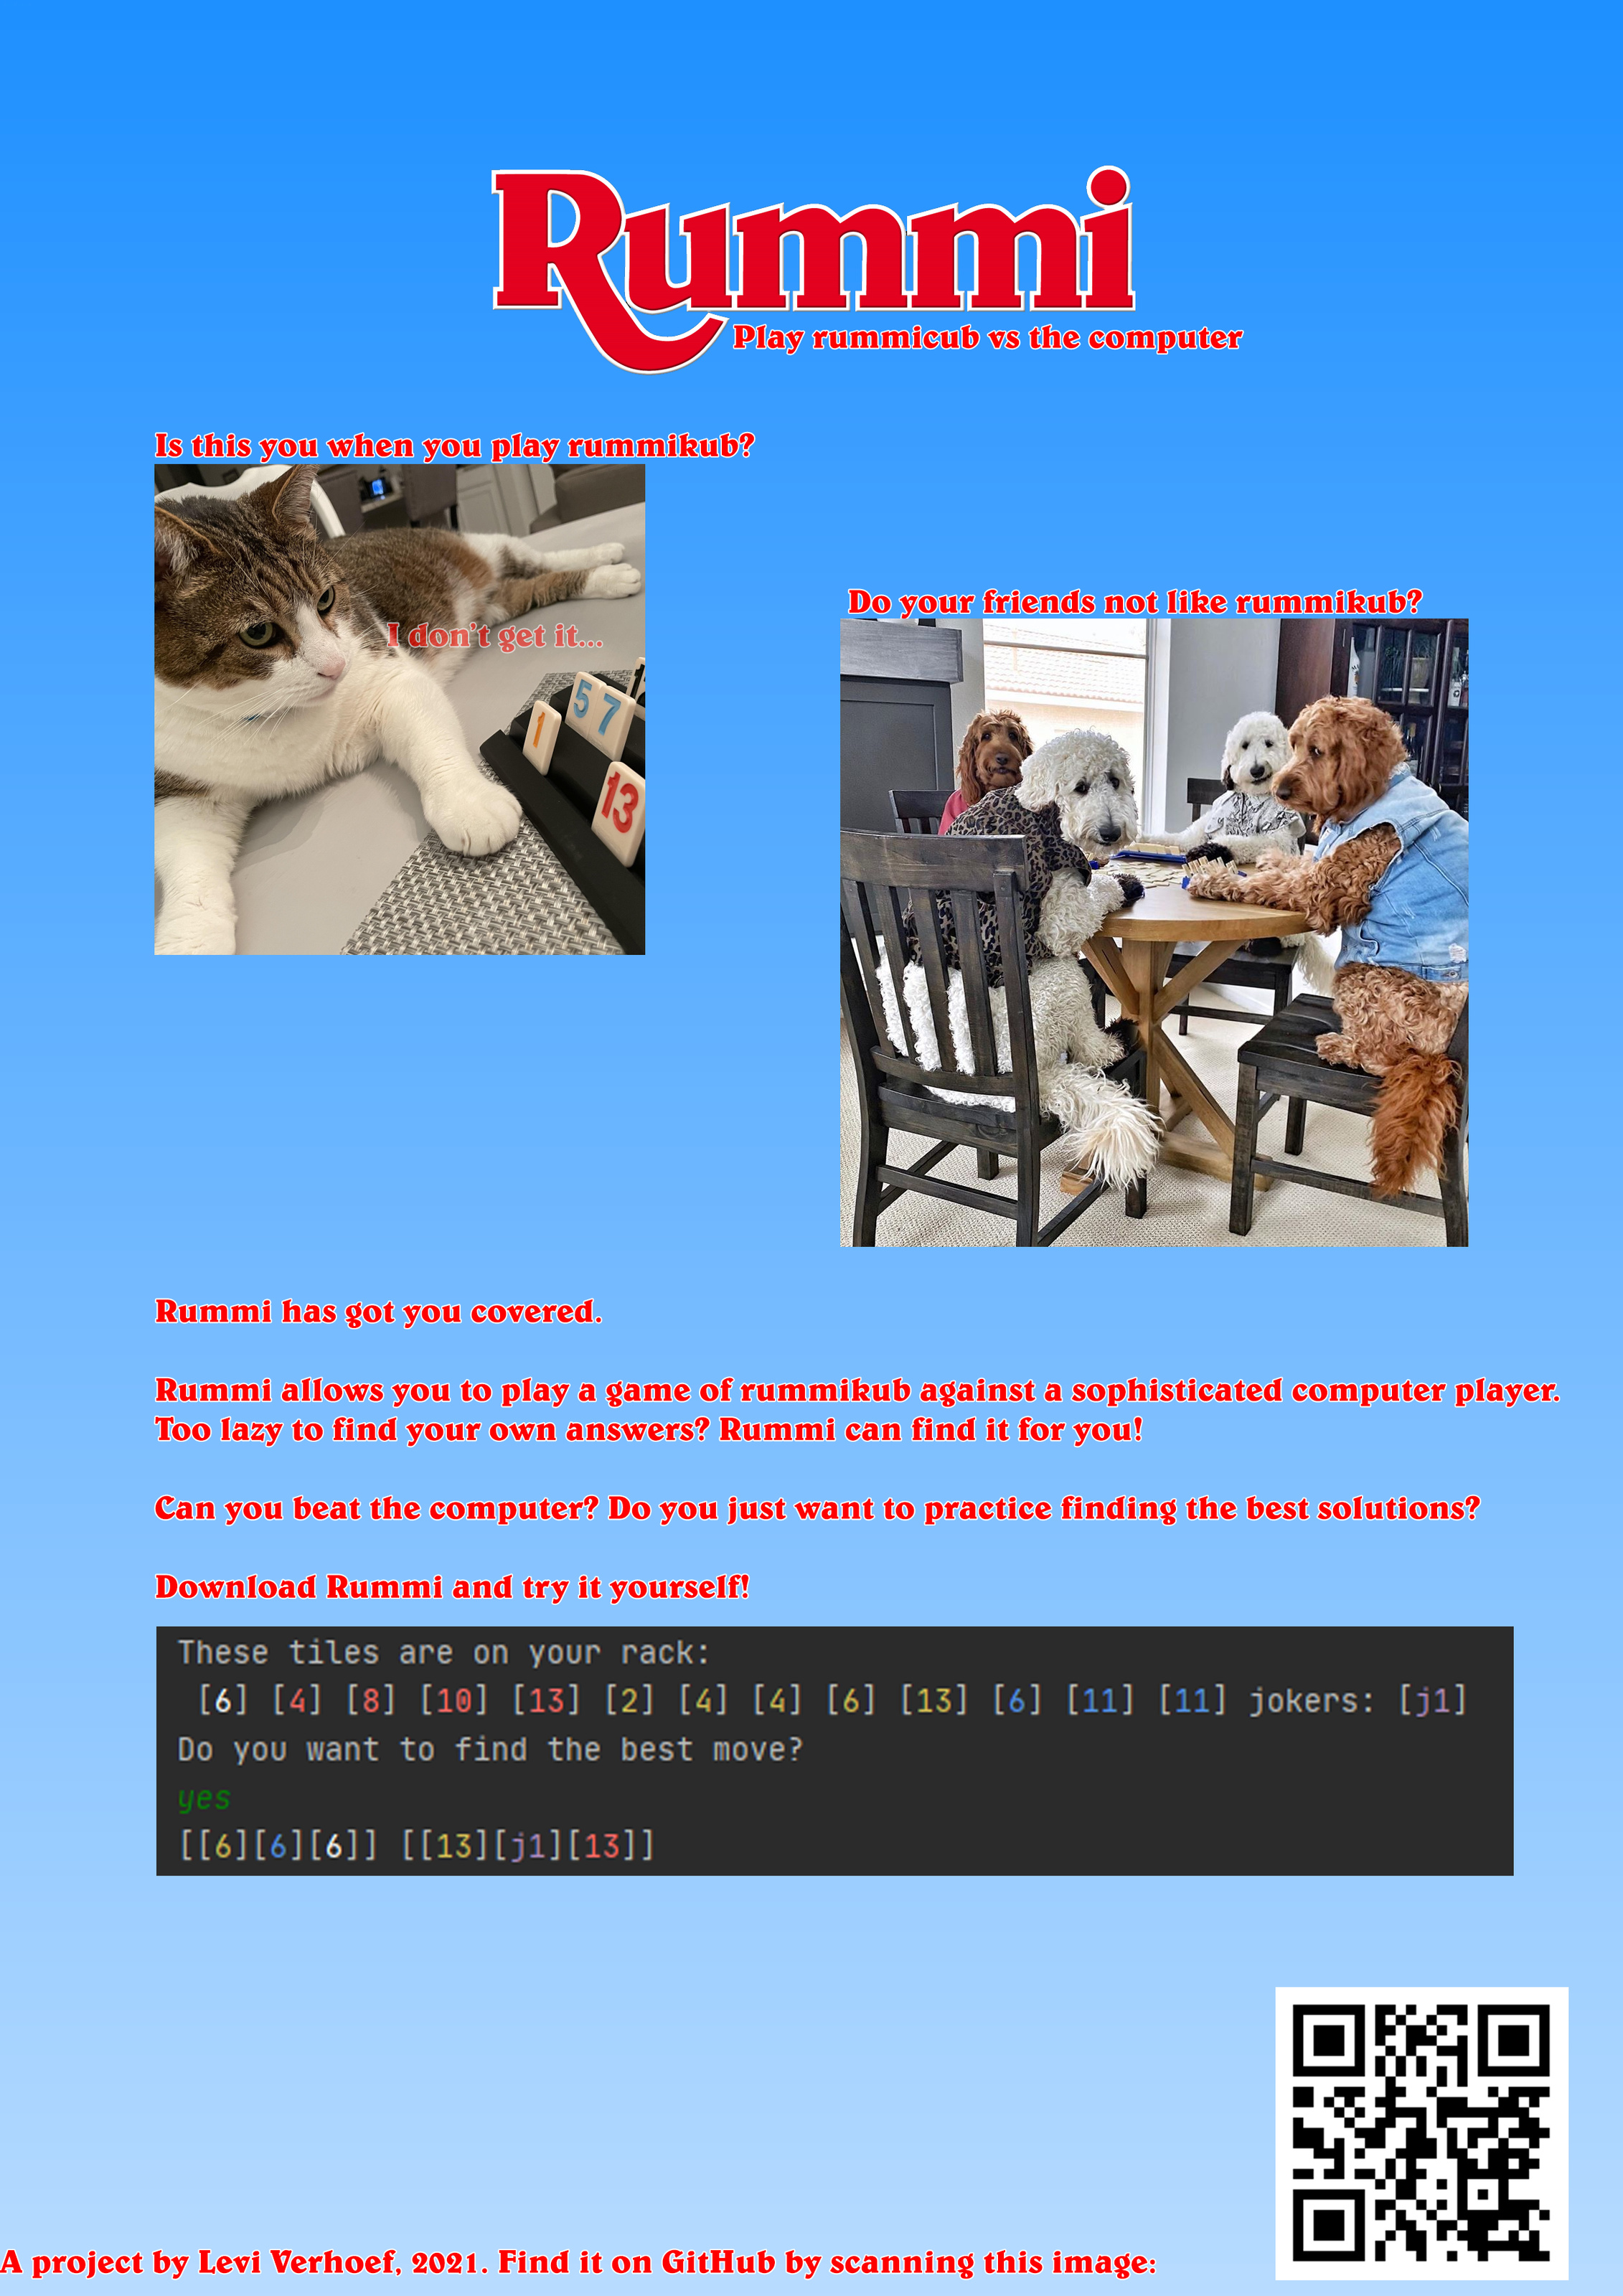 Rummi
Play rummicub vs the computer
Is this you when you play rummikub?
I don't get it...
1
5 7
13
Do your friends not like rummikub?
Rummi has got you covered.
Rummi allows you to play a game of rummikub against a sophisticated computer player.
Too lazy to find your own answers? Rummi can find it for you!
Can you beat the computer? Do you just want to practice finding the best solutions?
Download Rummi and try it yourself!
These tiles are on your rack:
[6] [4] [8] [10] [13] [2] [4] [4] [6] [13] [6] [11] [11] jokers: [j1]
Do you want to find the best move?
yes
[[6][6][6]] [[13][j1][13]]
A project by Levi Verhoef, 2021. Find it on GitHub by scanning this image: